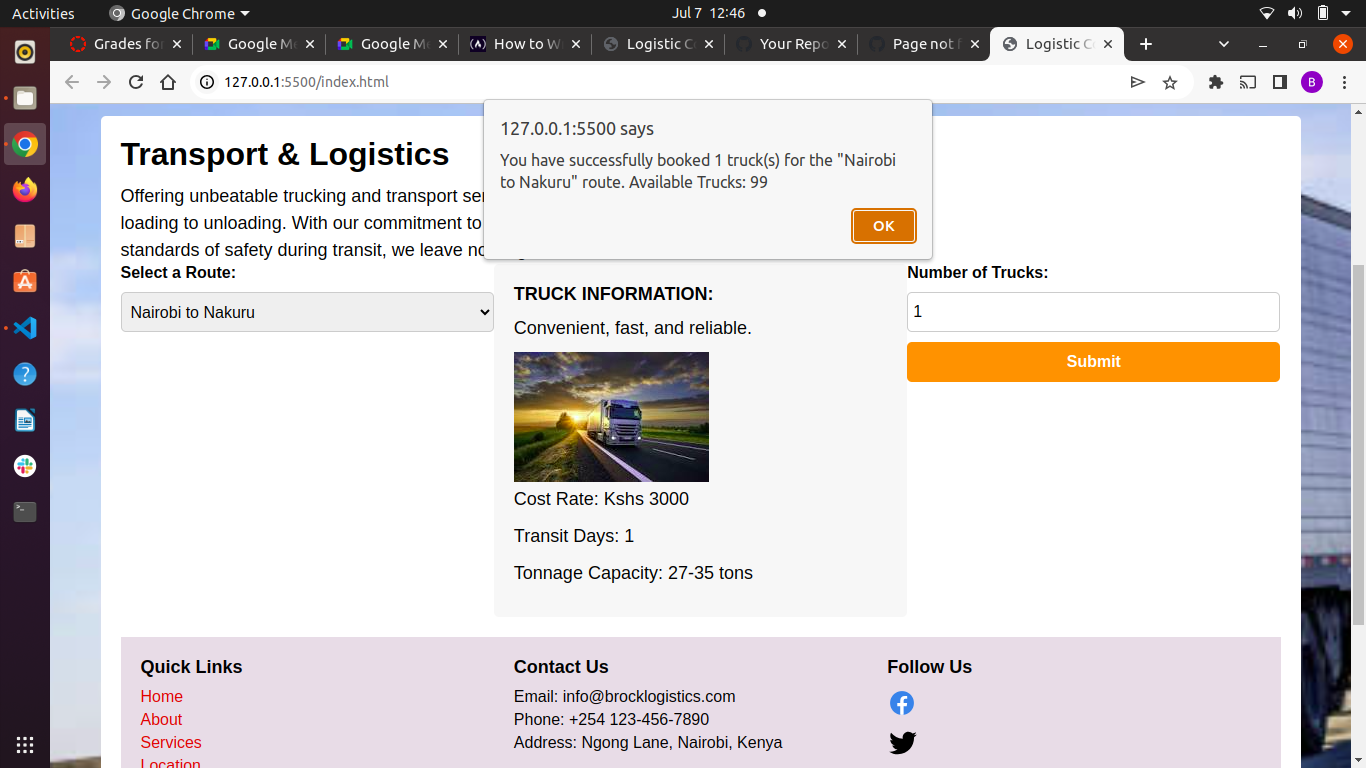 Activities
Google Chrome
Jul 7 12:46
Grades for
Google Me
Google Me
How to W
Logistic C
Your Repo
Page not f
Logistic C
127.0.0.1:5500/index.html
B
127.0.0.1:5500 says
You have successfully booked 1 truck(s) for the "Nairobi
to Nakuru" route. Available Trucks: 99
OK
Transport & Logistics
Offering unbeatable trucking and transport ser
loading to unloading. With our commitment to
standards of safety during transit, we leave no
Select a Route:
Nairobi to Nakuru
TRUCK INFORMATION:
Convenient, fast, and reliable.
Cost Rate: Kshs 3000
Transit Days: 1
Tonnage Capacity: 27-35 tons
Number of Trucks:
1
Submit
Quick Links
Home
About
Services
Location
Contact Us
Email: info@brocklogistics.com
Phone: +254 123-456-7890
Address: Ngong Lane, Nairobi, Kenya
Follow Us